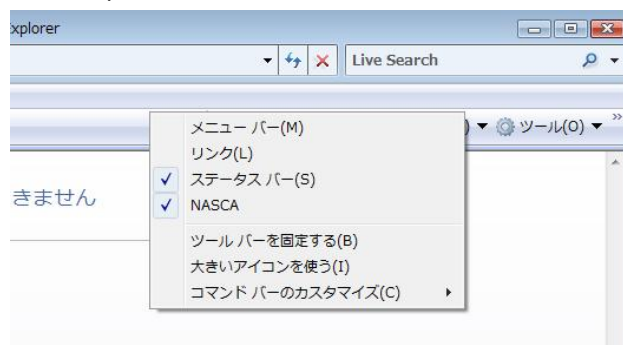 xplorer
Live Search
メニュー バー(M)
) ▼ ツール(O) ▼ »
リンク(L)
ステータス バー(S)
きません
NASCA
ツール バーを固定する(B)
大きいアイコンを使う(I)
コマンド バーのカスタマイズ(C)